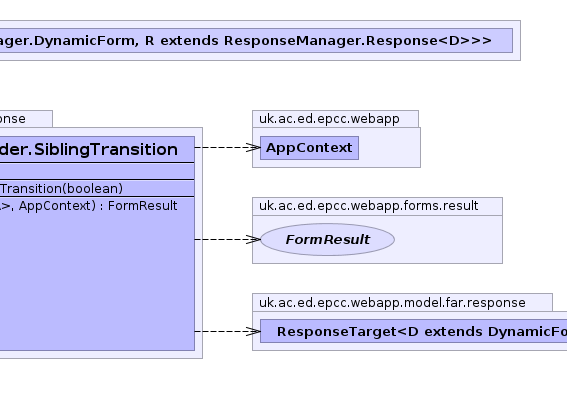 ager.DynamicForm, R extends ResponseManager.Response<D>>>
onse
der.SiblingTransition
Transition(boolean)
>, AppContext) : FormResult
uk.ac.ed.epcc.webapp
AppContext
uk.ac.ed.epcc.webapp.forms.result
FormResult
uk.ac.ed.epcc.webapp.model.far.response
ResponseTarget<D extends DynamicFo